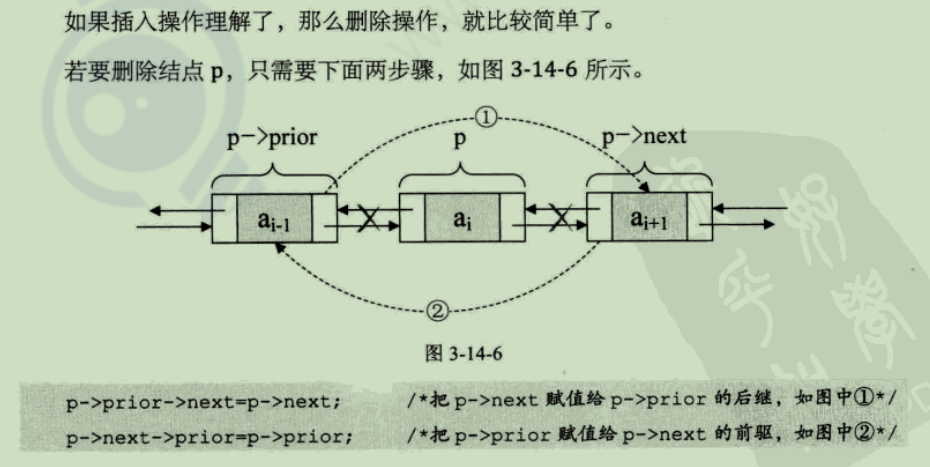 如果插入操作理解了，那么删除操作，就比较简单了。
若要删除结点 p，只需要下面两步骤，如图 3-14-6 所示。
①
p->prior p p->next
aᵢ₋₁ aᵢ aᵢ₊₁
②
图 3-14-6
p->prior->next=p->next; /*把 p->next 赋值给 p->prior 的后继，如图中①*/
p->next->prior=p->prior; /*把 p->prior 赋值给 p->next 的前驱，如图中②*/